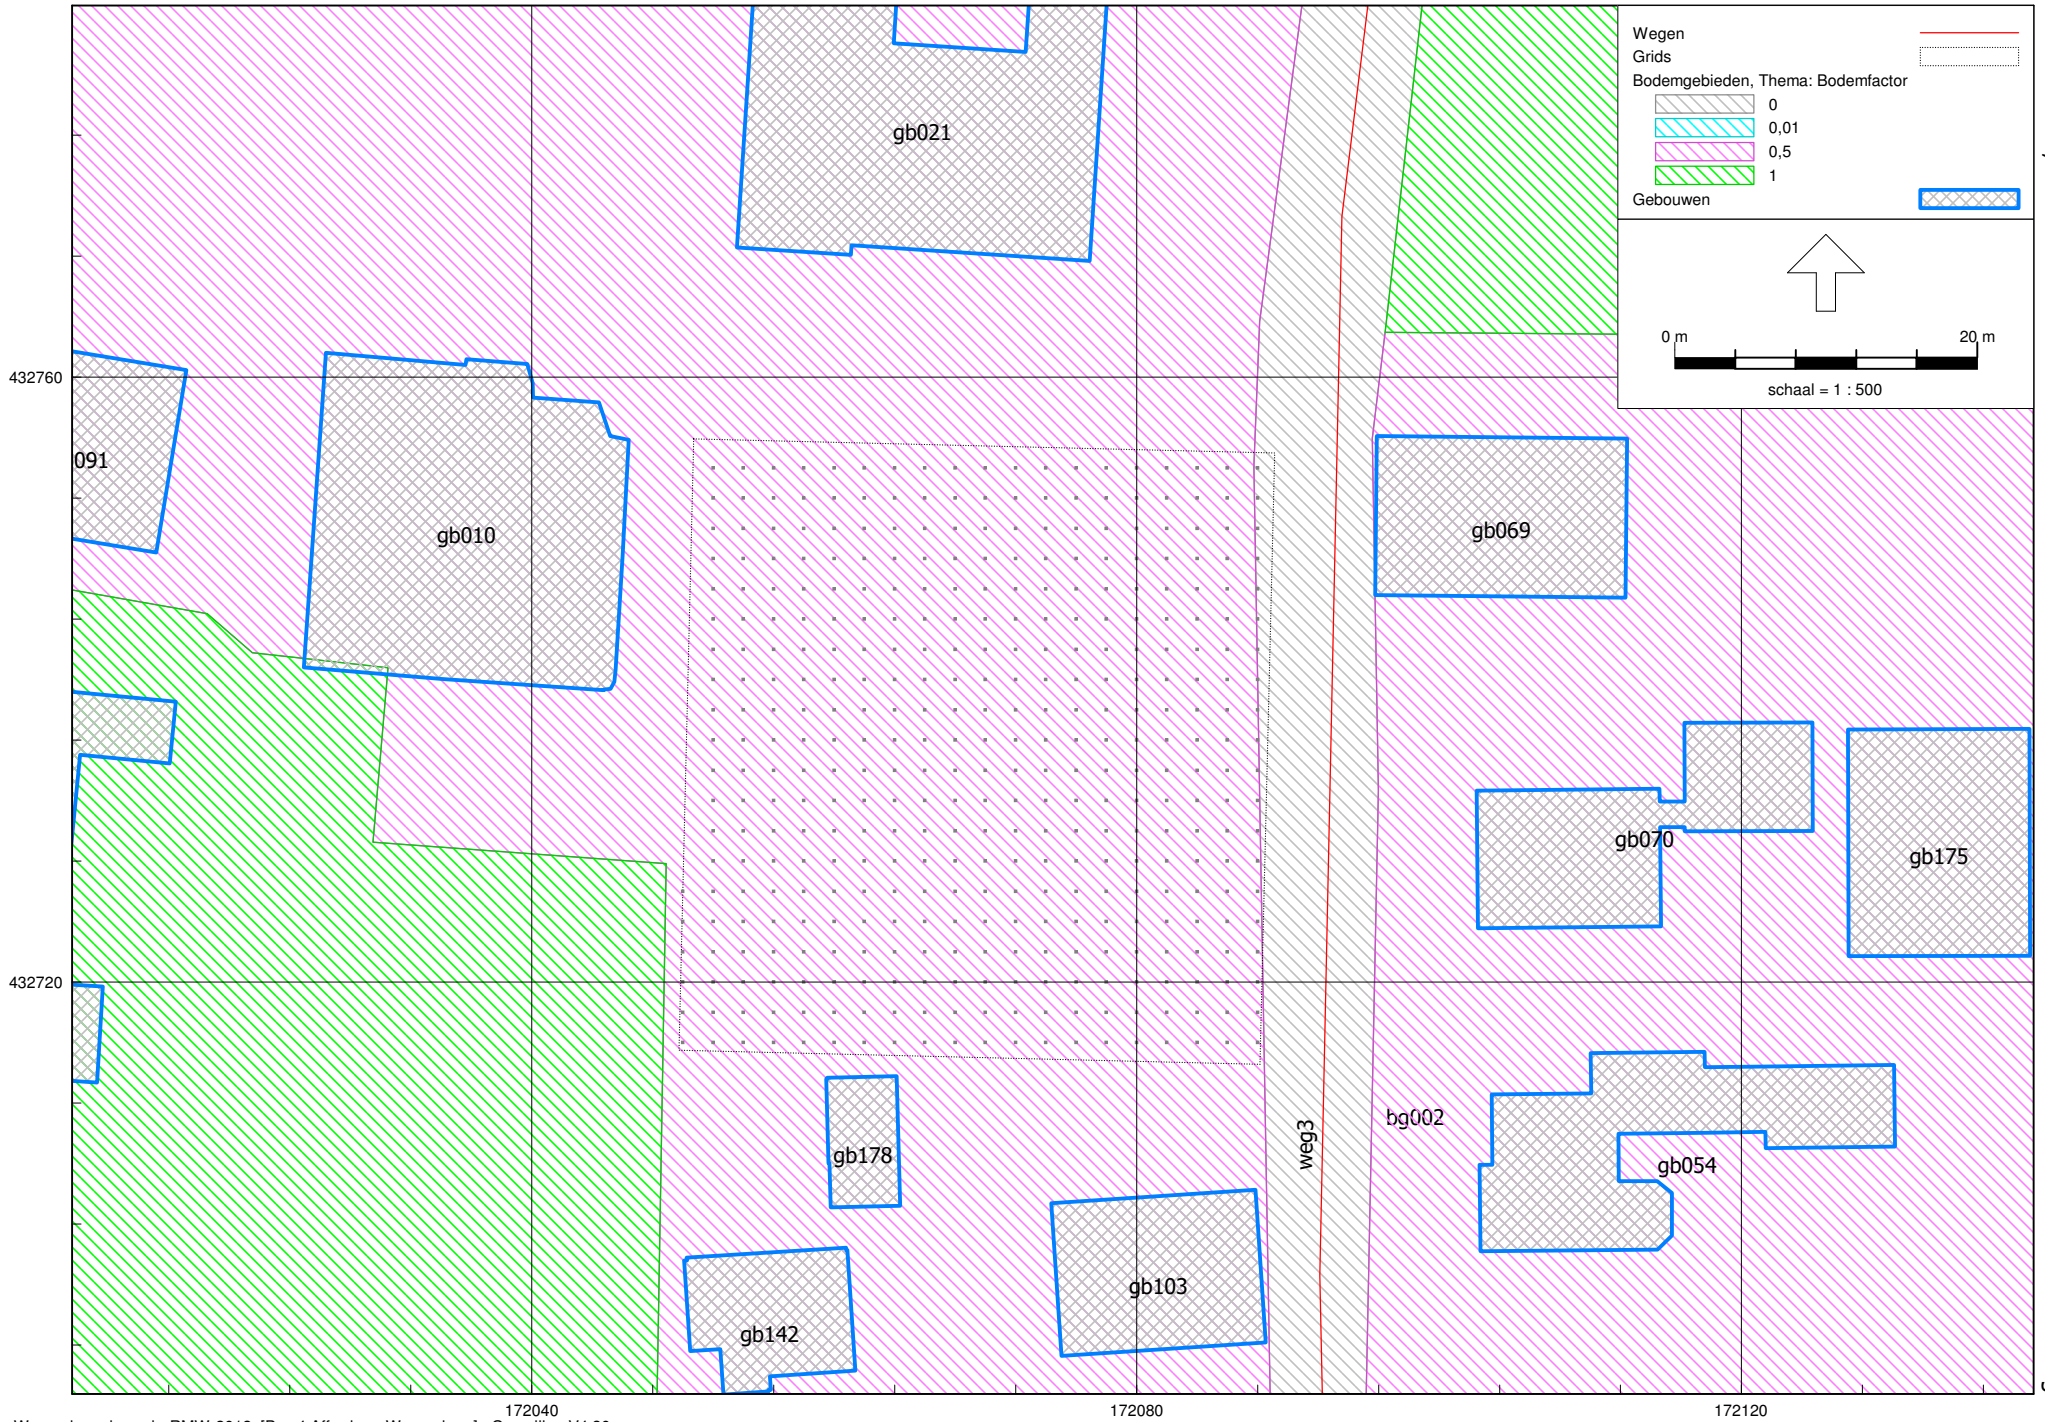 Wegen
Grids
Bodemgebieden, Thema: Bodemfactor
0
0,01
0,5
1
Gebouwen
0 m 20 m
schaal = 1 : 500
gb021
432760
091
gb010
gb069
gb070
gb175
432720
bg002
weg3
gb178
gb054
gb103
gb142
172040 172080 172120